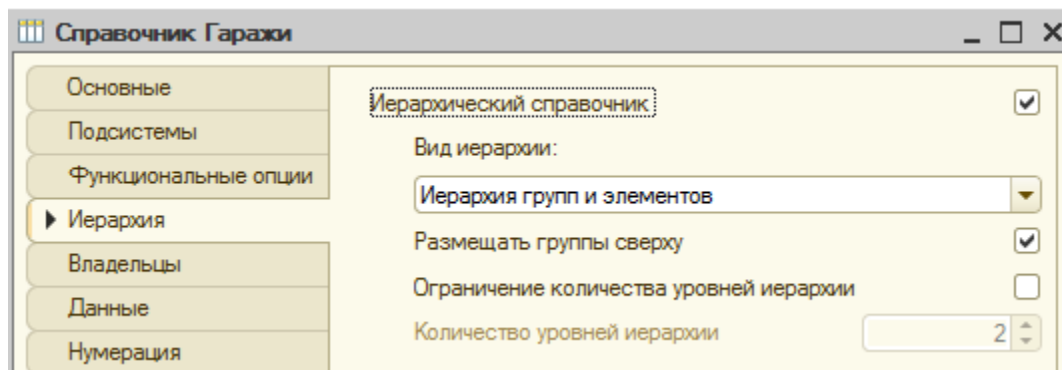 Справочник Гаражи
Основные
Иерархический справочник
Подсистемы
Вид иерархии:
Функциональные опции
Иерархия групп и элементов
Иерархия
Размещать группы сверху
Владельцы
Ограничение количества уровней иерархии
Данные
Количество уровней иерархии 2
Нумерация